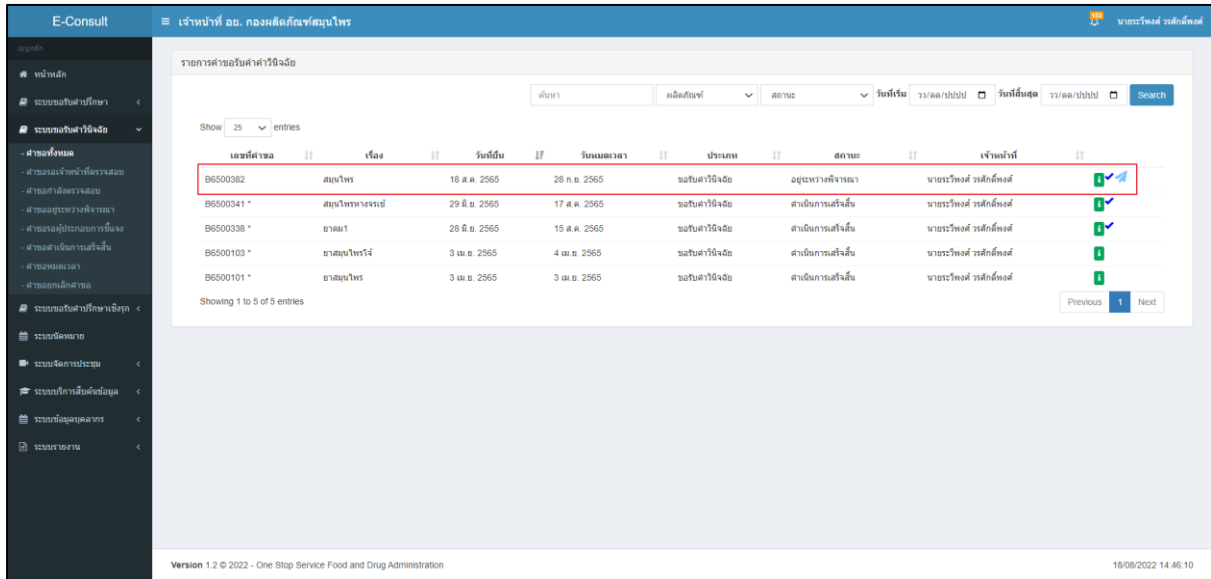 E-Consult
เจ้าหน้าที่ อย. กองผลิตภัณฑ์สมุนไพร
163
นายระวีพงศ์ วรศักดิ์พงศ์
เมนูหลัก
หน้าหลัก
ระบบขอรับคำปรึกษา
ระบบขอรับคำวินิจฉัย
- คำขอทั้งหมด
- คำขอรอเจ้าหน้าที่ตรวจสอบ
- คำขอกำลังตรวจสอบ
- คำขออยู่ระหว่างพิจารณา
- คำขอรอผู้ประกอบการชี้แจง
- คำขอดำเนินการเสร็จสิ้น
- คำขอหมดเวลา
- คำขอยกเลิกคำขอ
ระบบขอรับคำปรึกษาเชิงรุก
ระบบนัดหมาย
ระบบจัดการประชุม
ระบบบริการสืบค้นข้อมูล
ระบบข้อมูลบุคลากร
ระบบรายงาน
รายการคำขอรับคำคำวินิจฉัย
ค้นหา ผลิตภัณฑ์ สถานะ วันที่เริ่ม วว/ดด/ปปปป วันที่สิ้นสุด วว/ดด/ปปปป Search
Show 25 entries
เลขที่คำขอ เรื่อง วันที่ยื่น วันหมดเวลา ประเภท สถานะ เจ้าหน้าที่
B6500382 สมุนไพร 18 ส.ค. 2565 28 ก.ย. 2565 ขอรับคำวินิจฉัย อยู่ระหว่างพิจารณา นายระวีพงศ์ วรศักดิ์พงศ์
B6500341 * สมุนไพรหางจรเข้ 29 มิ.ย. 2565 17 ส.ค. 2565 ขอรับคำวินิจฉัย ดำเนินการเสร็จสิ้น นายระวีพงศ์ วรศักดิ์พงศ์
B6500338 * ยาดม1 28 มิ.ย. 2565 15 ส.ค. 2565 ขอรับคำวินิจฉัย ดำเนินการเสร็จสิ้น นายระวีพงศ์ วรศักดิ์พงศ์
B6500103 * ยาสมุนไพรโจ้ 3 เม.ย. 2565 4 เม.ย. 2565 ขอรับคำวินิจฉัย ดำเนินการเสร็จสิ้น นายระวีพงศ์ วรศักดิ์พงศ์
B6500101 * ยาสมุนไพร 3 เม.ย. 2565 3 เม.ย. 2565 ขอรับคำวินิจฉัย ดำเนินการเสร็จสิ้น นายระวีพงศ์ วรศักดิ์พงศ์
Showing 1 to 5 of 5 entries
Previous 1 Next
Version 1.2 © 2022 - One Stop Service Food and Drug Administration
18/08/2022 14:46:10